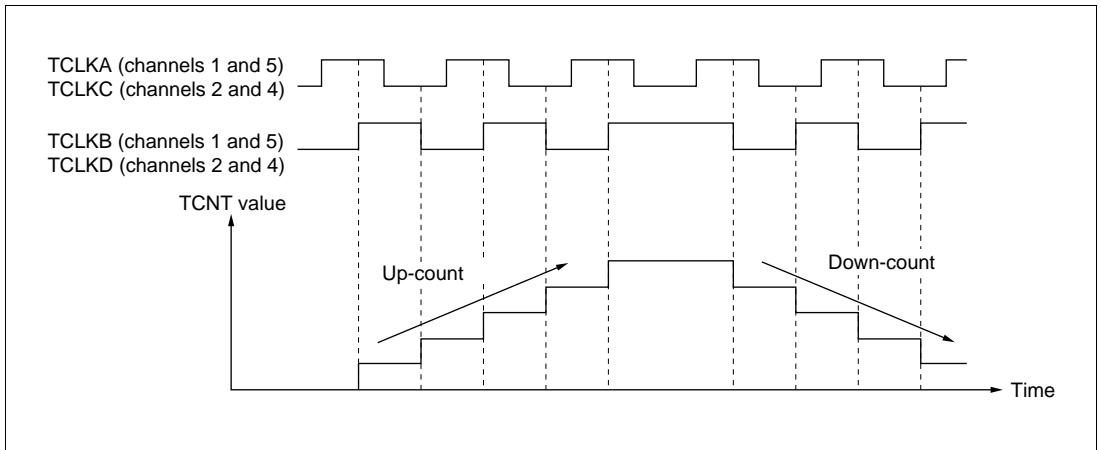 TCLKA (channels 1 and 5)
TCLKC (channels 2 and 4)
TCLKB (channels 1 and 5)
TCLKD (channels 2 and 4)
TCNT value
Up-count
Down-count
Time